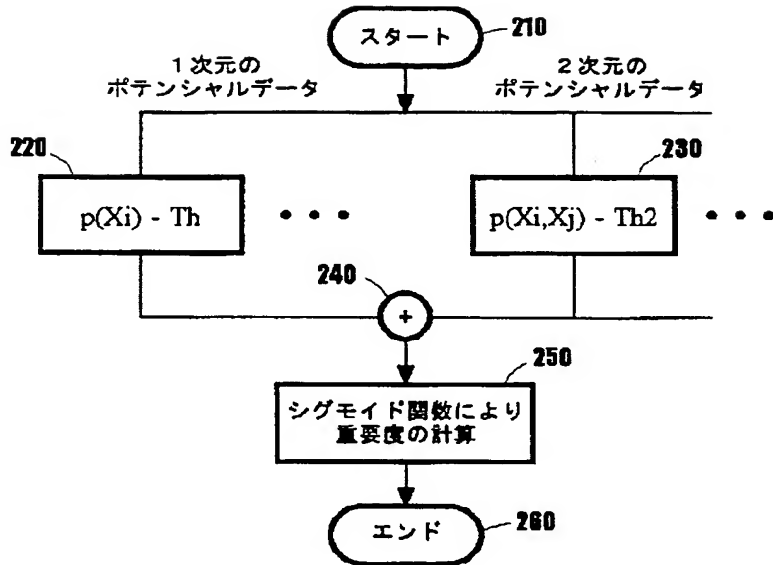 スタート
210
1次元の
ポテンシャルデータ
2次元の
ポテンシャルデータ
220
p(Xi) - Th
• • •
230
p(Xi,Xj) - Th2
• • •
240
+
250
シグモイド関数により
重要度の計算
エンド
260